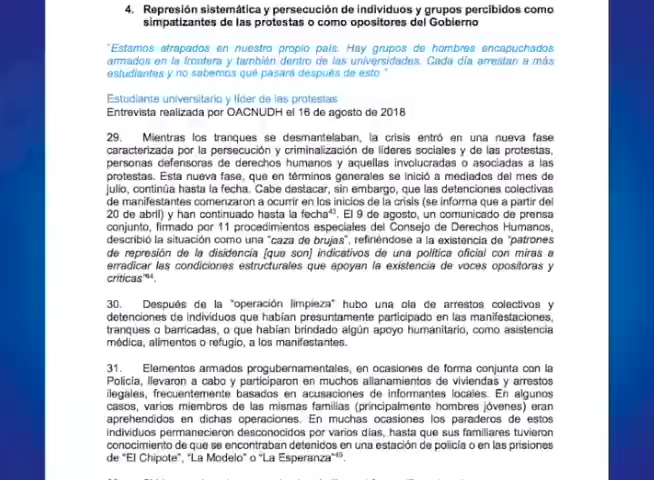 4. Represión sistemática y persecución de individuos y grupos percibidos como
simpatizantes de las protestas o como opositores del Gobierno
"Estamos atrapados en nuestro propio país. Hay grupos de hombres encapuchados
armados en la frontera y también dentro de las universidades. Cada día arrestan a más
estudiantes y no sabemos qué pasará después de esto "
Estudiante universitario y líder de las protestas
Entrevista realizada por OACNUDH el 16 de agosto de 2018
29. Mientras los tranques se desmantelaban, la crisis entró en una nueva fase
caracterizada por la persecución y criminalización de líderes sociales y de las protestas,
personas defensoras de derechos humanos y aquellas involucradas o asociadas a las
protestas. Esta nueva fase, que en términos generales se inició a mediados del mes de
julio, continúa hasta la fecha. Cabe destacar, sin embargo, que las detenciones colectivas
de manifestantes comenzaron a ocurrir en los inicios de la crisis (se informa que a partir del
20 de abril) y han continuado hasta la fecha⁴³. El 9 de agosto, un comunicado de prensa
conjunto, firmado por 11 procedimientos especiales del Consejo de Derechos Humanos,
describió la situación como una "caza de brujas", refiriéndose a la existencia de "patrones
de represión de la disidencia [que son] indicativos de una política oficial con miras a
erradicar las condiciones estructurales que apoyan la existencia de voces opositoras y
críticas"⁴⁴.
30. Después de la "operación limpieza" hubo una ola de arrestos colectivos y
detenciones de individuos que habían presuntamente participado en las manifestaciones,
tranques o barricadas, o que habían brindado algún apoyo humanitario, como asistencia
médica, alimentos o refugio, a los manifestantes.
31. Elementos armados progubernamentales, en ocasiones de forma conjunta con la
Policía, llevaron a cabo y participaron en muchos allanamientos de viviendas y arrestos
ilegales, frecuentemente basados en acusaciones de informantes locales. En algunos
casos, varios miembros de las mismas familias (principalmente hombres jóvenes) eran
aprehendidos en dichas operaciones. En muchas ocasiones los paraderos de estos
individuos permanecieron desconocidos por varios días, hasta que sus familiares tuvieron
conocimiento de que se encontraban detenidos en una estación de policía o en las prisiones
de "El Chipote", "La Modelo" o "La Esperanza"⁴⁵.